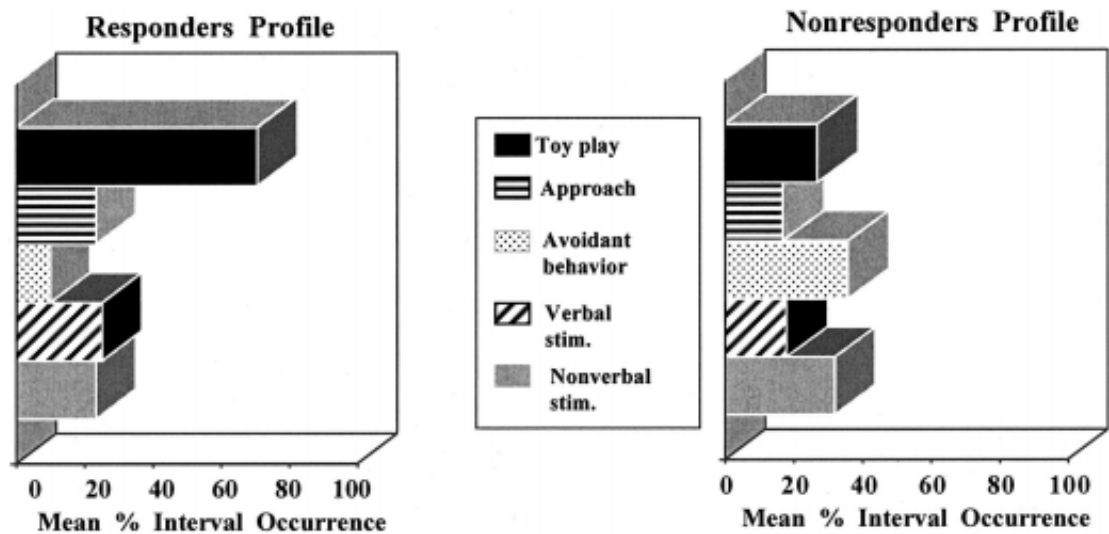 Responders Profile
Nonresponders Profile
Toy play
Approach
Avoidant
behavior
Verbal
stim.
Nonverbal
stim.
0 20 40 60 80 100
Mean % Interval Occurrence
0 20 40 60 80 100
Mean % Interval Occurrence